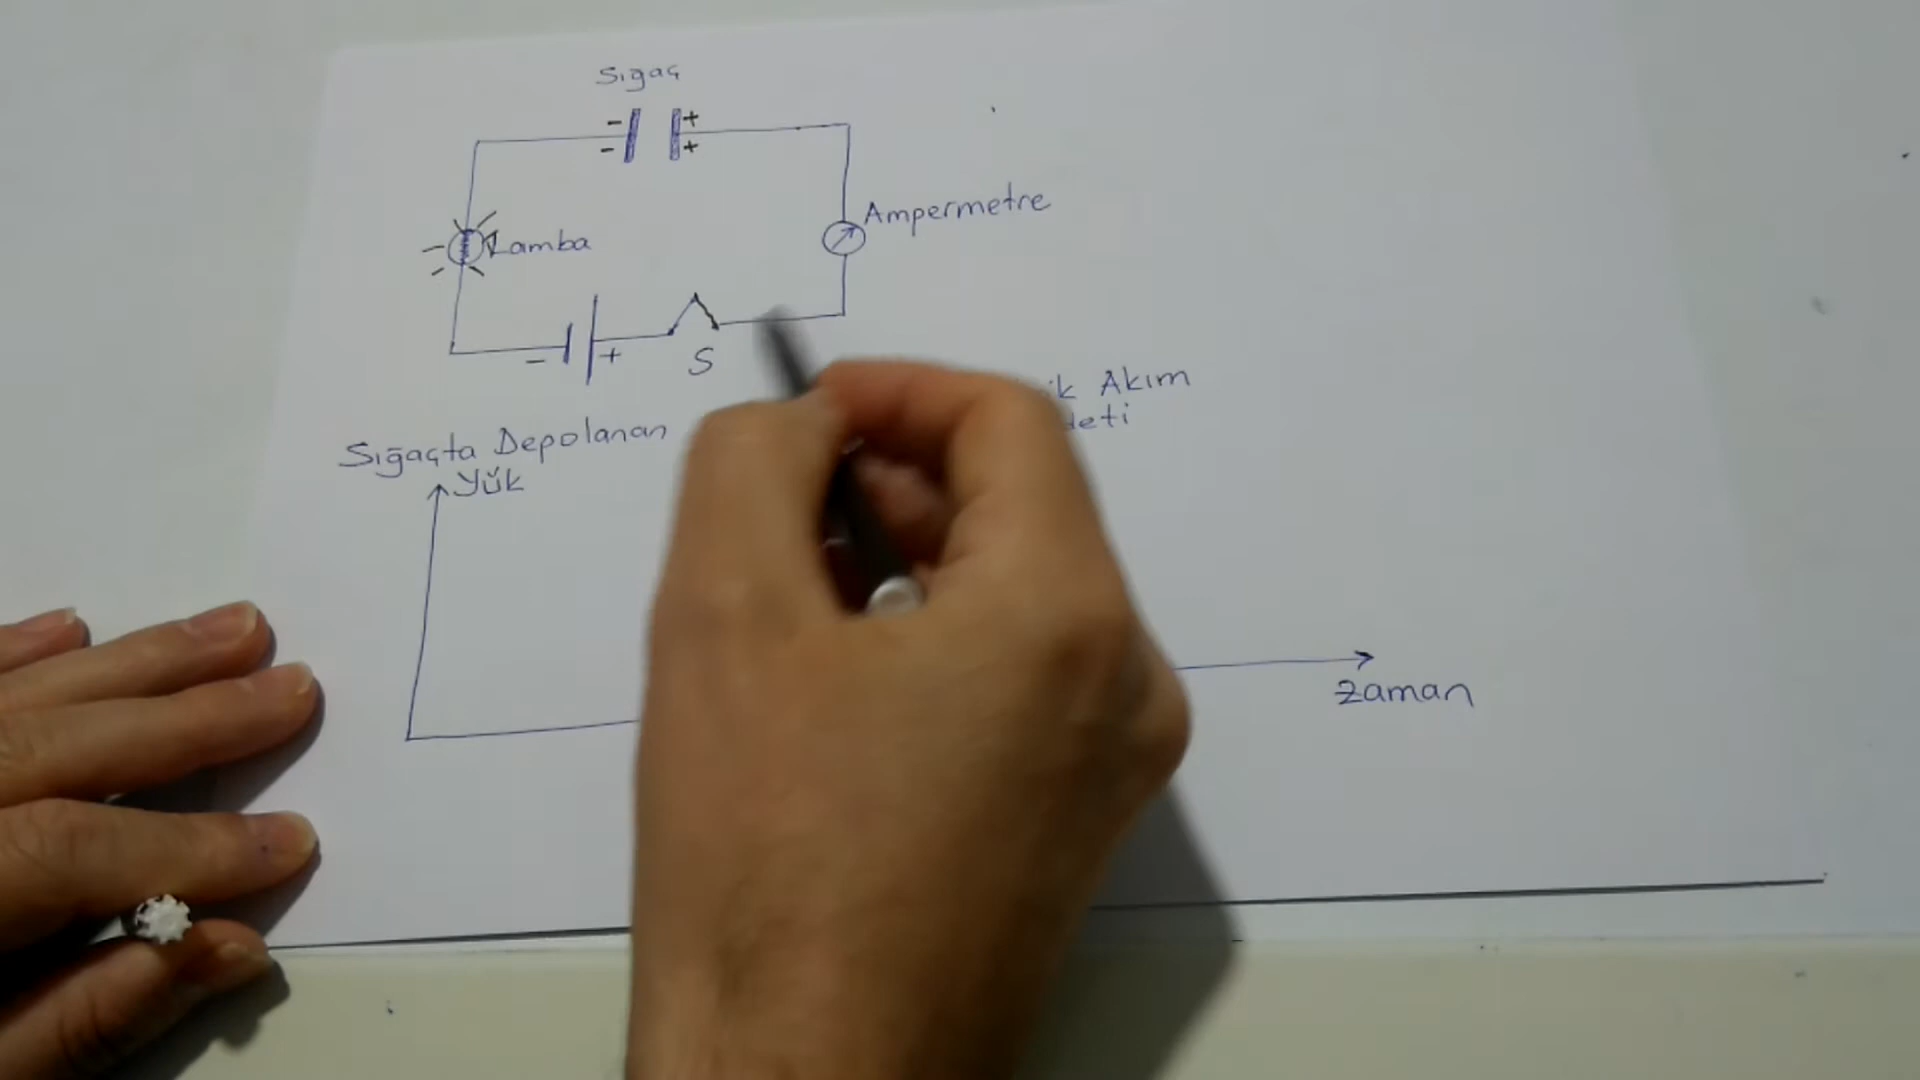 Sığaç
- +
- +
Ampermetre
Lamba
- + S
Akım
Sığaçta Depolanan
Yük
Zaman